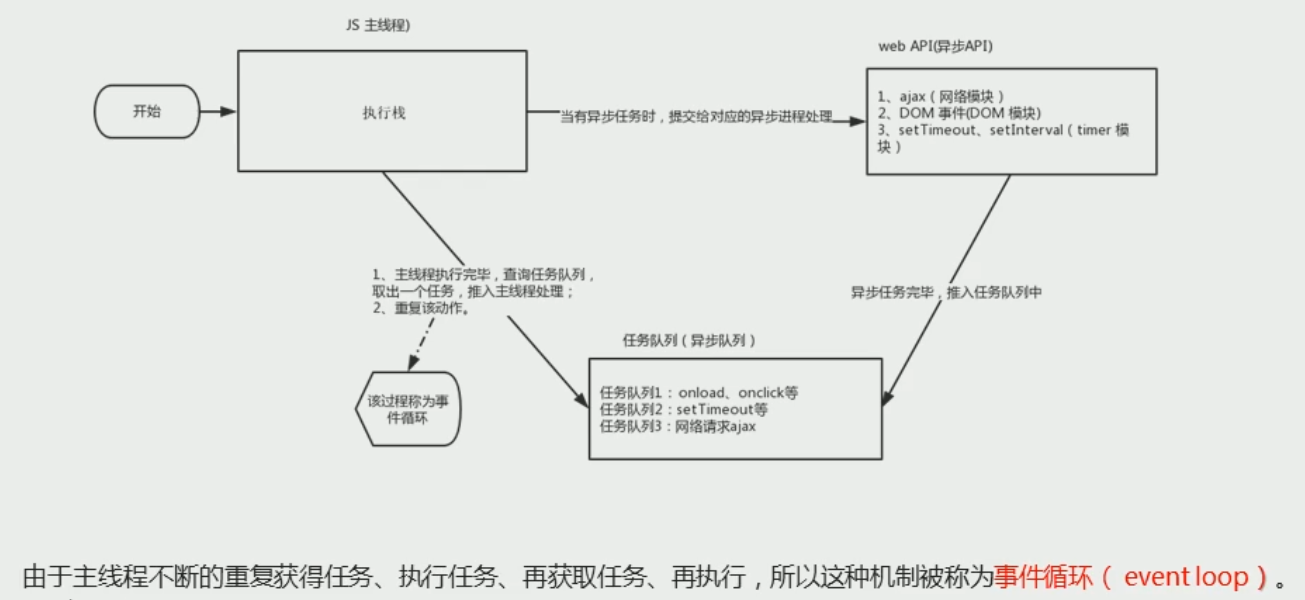 JS 主线程)
web API(异步API)
开始
执行栈
当有异步任务时，提交给对应的异步进程处理
1、ajax（网络模块）
2、DOM 事件(DOM 模块)
3、setTimeout、setInterval（timer 模
块）
1、主线程执行完毕，查询任务队列，
取出一个任务，推入主线程处理；
2、重复该动作。
异步任务完毕，推入任务队列中
任务队列（异步队列）
该过程称为事
件循环
任务队列1：onload、onclick等
任务队列2：setTimeout等
任务队列3：网络请求ajax
由于主线程不断的重复获得任务、执行任务、再获取任务、再执行，所以这种机制被称为事件循环（ event loop）。